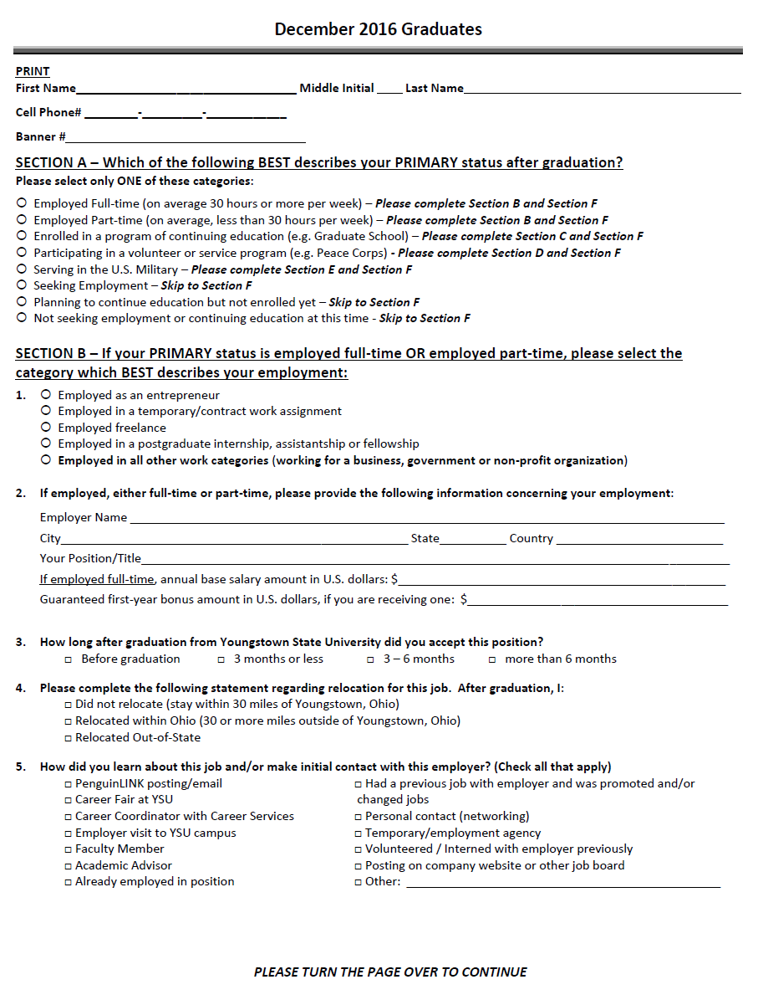 December 2016 Graduates
PRINT
First Name_________________________________ Middle Initial ____ Last Name__________________________________________
Cell Phone# ________-_________-____________
Banner #____________________________________
SECTION A – Which of the following BEST describes your PRIMARY status after graduation?
Please select only ONE of these categories:
○ Employed Full-time (on average 30 hours or more per week) – Please complete Section B and Section F
○ Employed Part-time (on average, less than 30 hours per week) – Please complete Section B and Section F
○ Enrolled in a program of continuing education (e.g. Graduate School) – Please complete Section C and Section F
○ Participating in a volunteer or service program (e.g. Peace Corps) - Please complete Section D and Section F
○ Serving in the U.S. Military – Please complete Section E and Section F
○ Seeking Employment – Skip to Section F
○ Planning to continue education but not enrolled yet – Skip to Section F
○ Not seeking employment or continuing education at this time - Skip to Section F
SECTION B – If your PRIMARY status is employed full-time OR employed part-time, please select the
category which BEST describes your employment:
1. ○ Employed as an entrepreneur
○ Employed in a temporary/contract work assignment
○ Employed freelance
○ Employed in a postgraduate internship, assistantship or fellowship
○ Employed in all other work categories (working for a business, government or non-profit organization)
2. If employed, either full-time or part-time, please provide the following information concerning your employment:
Employer Name ____________________________________________________________
City____________________________________________ State__________ Country _________________________
Your Position/Title____________________________________________________________
If employed full-time, annual base salary amount in U.S. dollars: $__________________________________________
Guaranteed first-year bonus amount in U.S. dollars, if you are receiving one: $________________________________
3. How long after graduation from Youngstown State University did you accept this position?
□ Before graduation □ 3 months or less □ 3 – 6 months □ more than 6 months
4. Please complete the following statement regarding relocation for this job. After graduation, I:
□ Did not relocate (stay within 30 miles of Youngstown, Ohio)
□ Relocated within Ohio (30 or more miles outside of Youngstown, Ohio)
□ Relocated Out-of-State
5. How did you learn about this job and/or make initial contact with this employer? (Check all that apply)
□ PenguinLINK posting/email
□ Career Fair at YSU
□ Career Coordinator with Career Services
□ Employer visit to YSU campus
□ Faculty Member
□ Academic Advisor
□ Already employed in position
□ Had a previous job with employer and was promoted and/or
changed jobs
□ Personal contact (networking)
□ Temporary/employment agency
□ Volunteered / Interned with employer previously
□ Posting on company website or other job board
□ Other: ________________________________________________
PLEASE TURN THE PAGE OVER TO CONTINUE